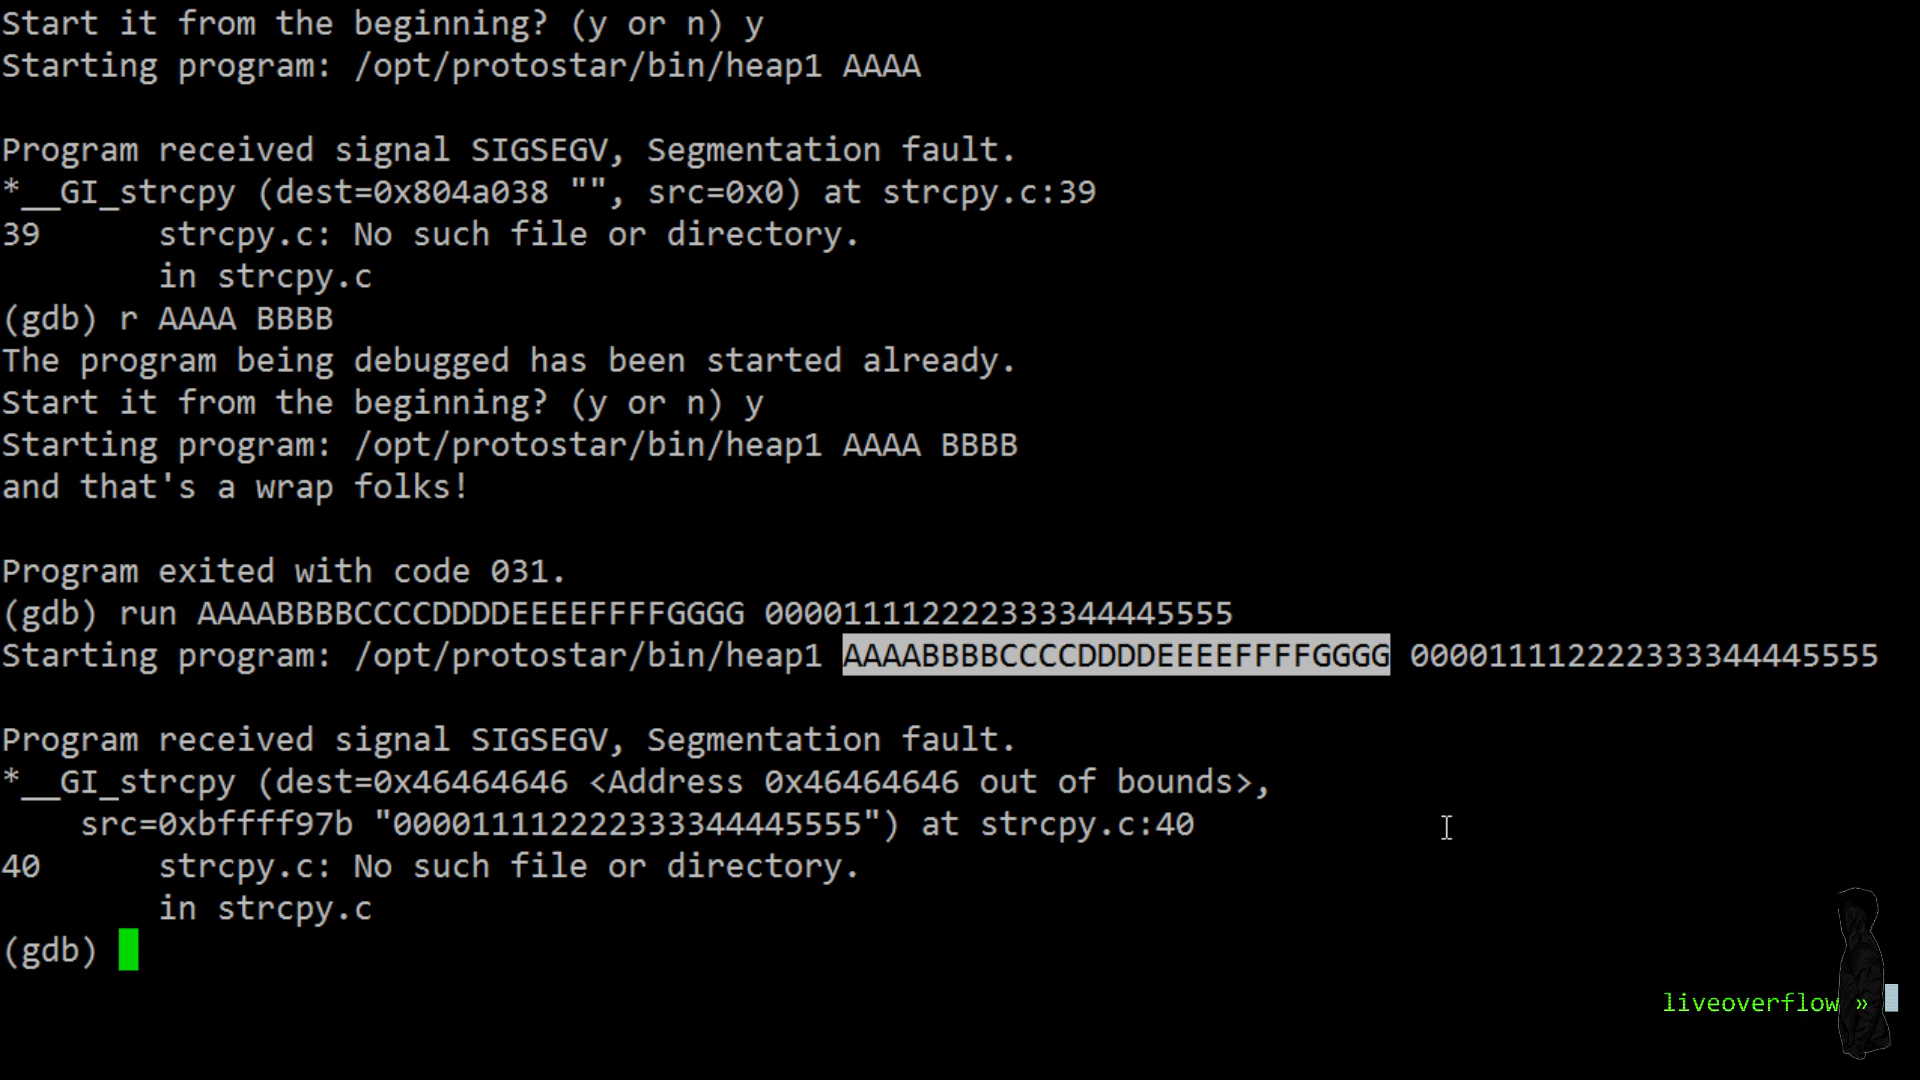 Start it from the beginning? (y or n) y
Starting program: /opt/protostar/bin/heap1 AAAA
Program received signal SIGSEGV, Segmentation fault.
*__GI_strcpy (dest=0x804a038 "", src=0x0) at strcpy.c:39
39      strcpy.c: No such file or directory.
        in strcpy.c
(gdb) r AAAA BBBB
The program being debugged has been started already.
Start it from the beginning? (y or n) y
Starting program: /opt/protostar/bin/heap1 AAAA BBBB
and that's a wrap folks!
Program exited with code 031.
(gdb) run AAAABBBBCCCCDDDDEEEEFFFFGGGG 000011112222333344445555
Starting program: /opt/protostar/bin/heap1 AAAABBBBCCCCDDDDEEEEFFFFGGGG 000011112222333344445555
Program received signal SIGSEGV, Segmentation fault.
*__GI_strcpy (dest=0x46464646 <Address 0x46464646 out of bounds>,
    src=0xbffff97b "000011112222333344445555") at strcpy.c:40
40      strcpy.c: No such file or directory.
        in strcpy.c
(gdb)
liveoverflow »